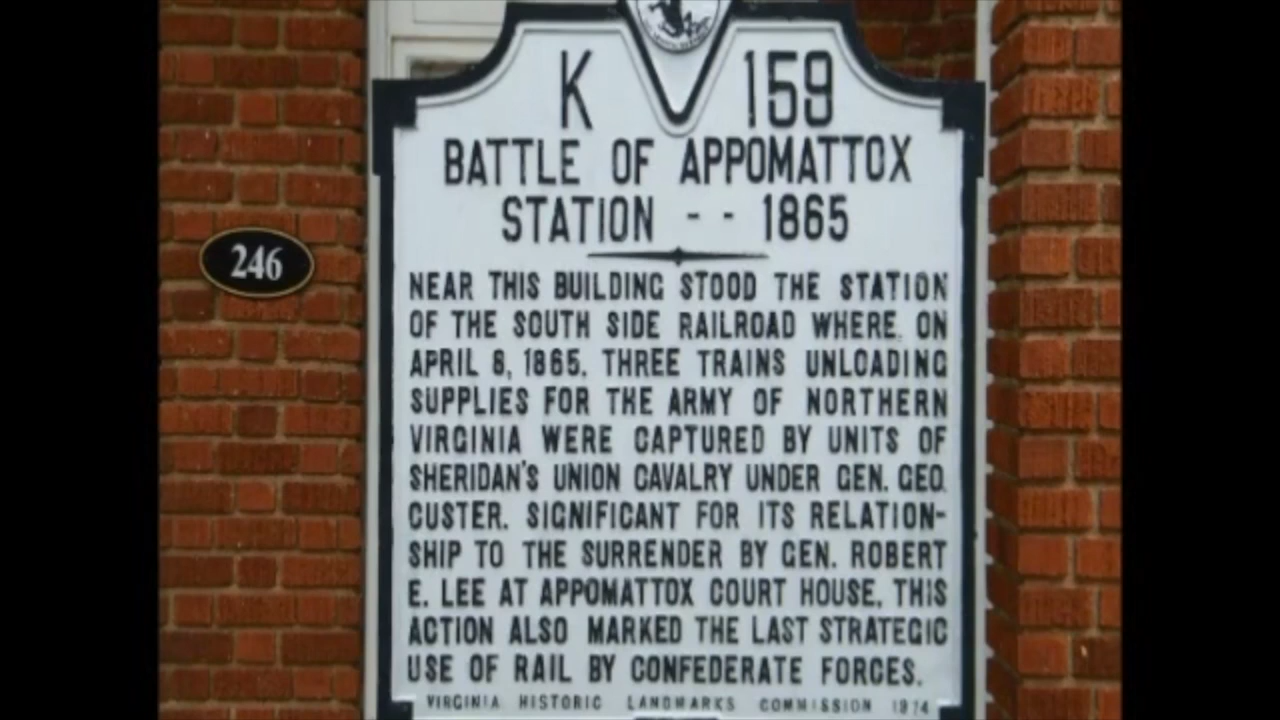 K 159
BATTLE OF APPOMATTOX
STATION - - 1865
246
NEAR THIS BUILDING STOOD THE STATION
OF THE SOUTH SIDE RAILROAD WHERE, ON
APRIL 8, 1865, THREE TRAINS UNLOADING
SUPPLIES FOR THE ARMY OF NORTHERN
VIRGINIA WERE CAPTURED BY UNITS OF
SHERIDAN'S UNION CAVALRY UNDER GEN. GEO.
CUSTER. SIGNIFICANT FOR ITS RELATION-
SHIP TO THE SURRENDER BY GEN. ROBERT
E. LEE AT APPOMATTOX COURT HOUSE, THIS
ACTION ALSO MARKED THE LAST STRATEGIC
USE OF RAIL BY CONFEDERATE FORCES.
VIRGINIA HISTORIC LANDMARKS COMMISSION 1974